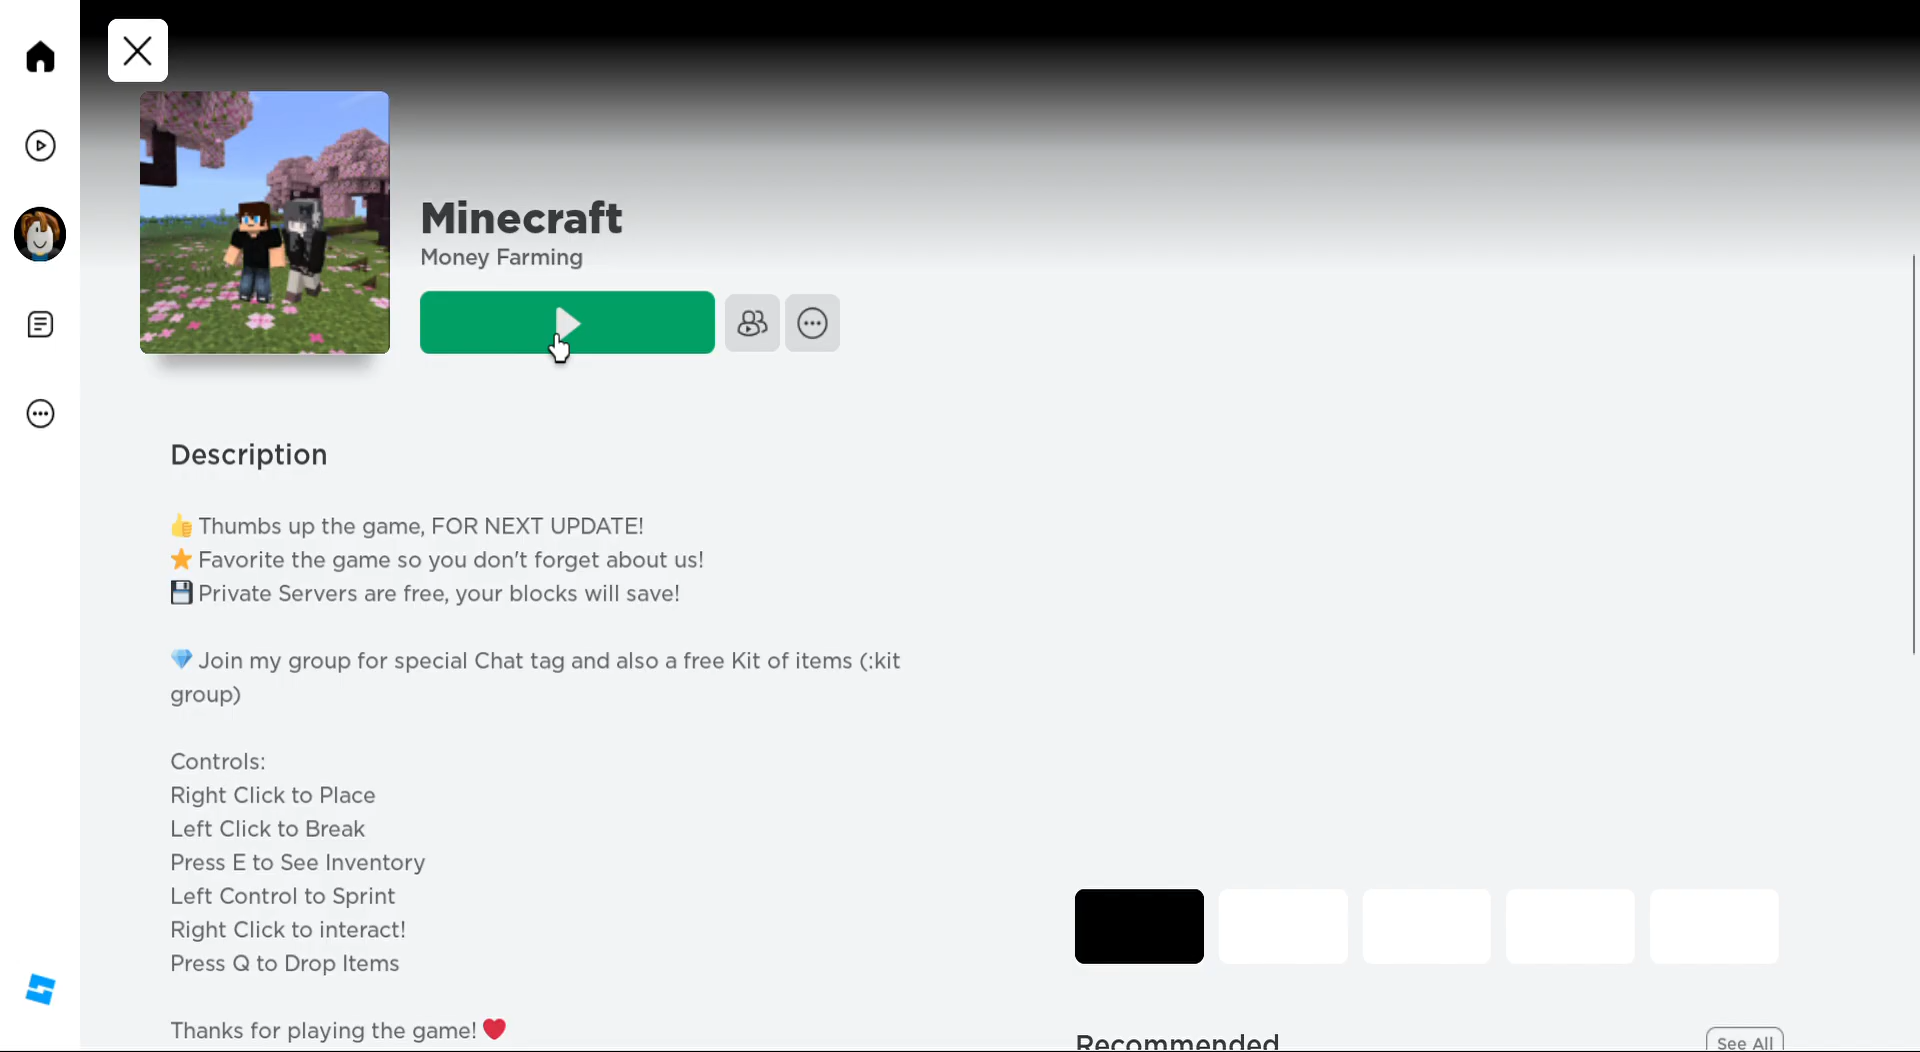 Minecraft
Money Farming
Description
👍 Thumbs up the game, FOR NEXT UPDATE!
⭐ Favorite the game so you don't forget about us!
💾 Private Servers are free, your blocks will save!
💎 Join my group for special Chat tag and also a free Kit of items (:kit
group)
Controls:
Right Click to Place
Left Click to Break
Press E to See Inventory
Left Control to Sprint
Right Click to interact!
Press Q to Drop Items
Thanks for playing the game! ❤️
Recommended
See All